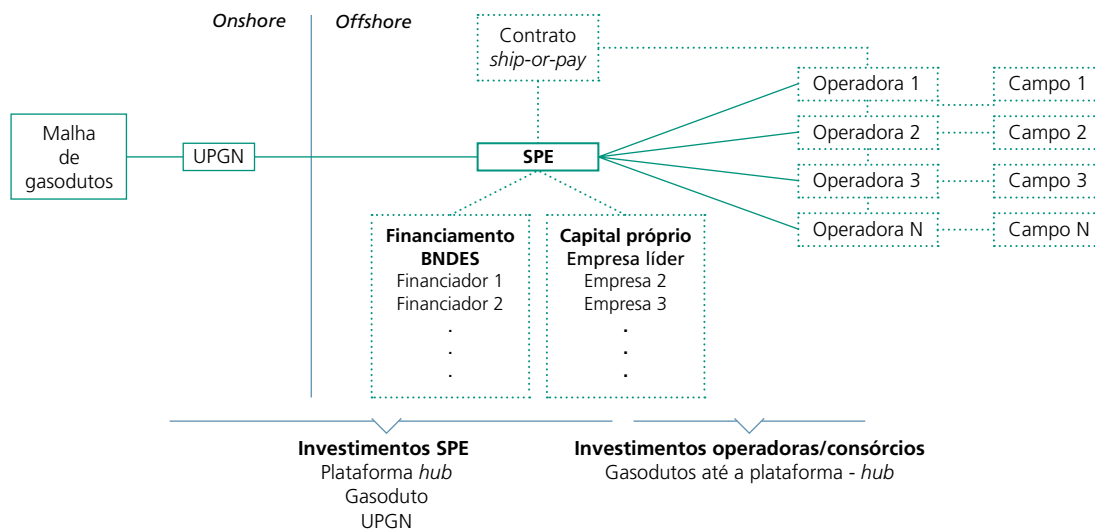 Onshore
Offshore
Contrato
ship-or-pay
Operadora 1
Campo 1
Malha
de
gasodutos
UPGN
SPE
Operadora 2
Campo 2
Operadora 3
Campo 3
Operadora N
Campo N
Financiamento
BNDES
Financiador 1
Financiador 2
.
.
.
Capital próprio
Empresa líder
Empresa 2
Empresa 3
.
.
.
Investimentos SPE
Plataforma hub
Gasoduto
UPGN
Investimentos operadoras/consórcios
Gasodutos até a plataforma - hub